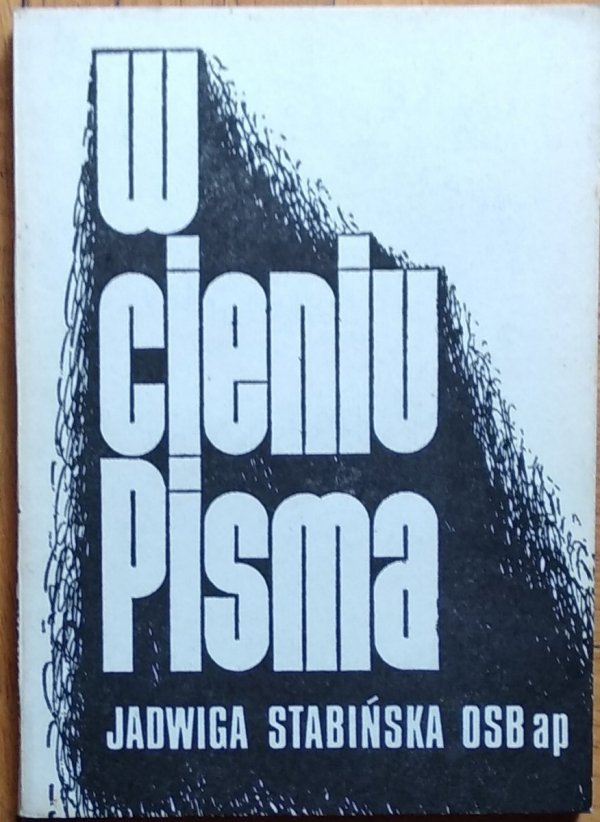 W
cieniu
Pisma
JADWIGA STABIŃSKA OSB ap